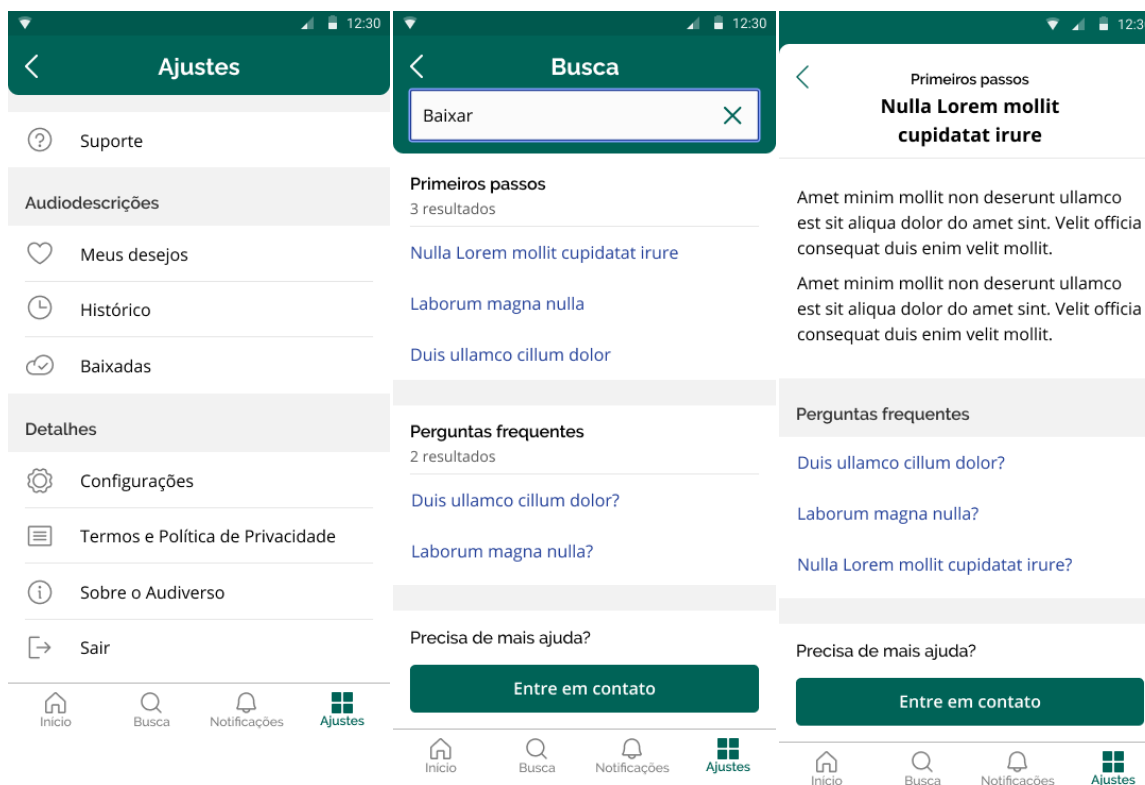 12:30
Ajustes
Suporte
Audiodescrições
Meus desejos
Histórico
Baixadas
Detalhes
Configurações
Termos e Política de Privacidade
Sobre o Audiverso
Sair
Início
Busca
Notificações
Ajustes
12:30
Busca
Baixar
Primeiros passos
3 resultados
Nulla Lorem mollit cupidatat irure
Laborum magna nulla
Duis ullamco cillum dolor
Perguntas frequentes
2 resultados
Duis ullamco cillum dolor?
Laborum magna nulla?
Precisa de mais ajuda?
Entre em contato
Início
Busca
Notificações
Ajustes
12:3
Primeiros passos
Nulla Lorem mollit
cupidatat irure
Amet minim mollit non deserunt ullamco
est sit aliqua dolor do amet sint. Velit officia
consequat duis enim velit mollit.
Amet minim mollit non deserunt ullamco
est sit aliqua dolor do amet sint. Velit officia
consequat duis enim velit mollit.
Perguntas frequentes
Duis ullamco cillum dolor?
Laborum magna nulla?
Nulla Lorem mollit cupidatat irure?
Precisa de mais ajuda?
Entre em contato
Início
Busca
Notificações
Ajustes